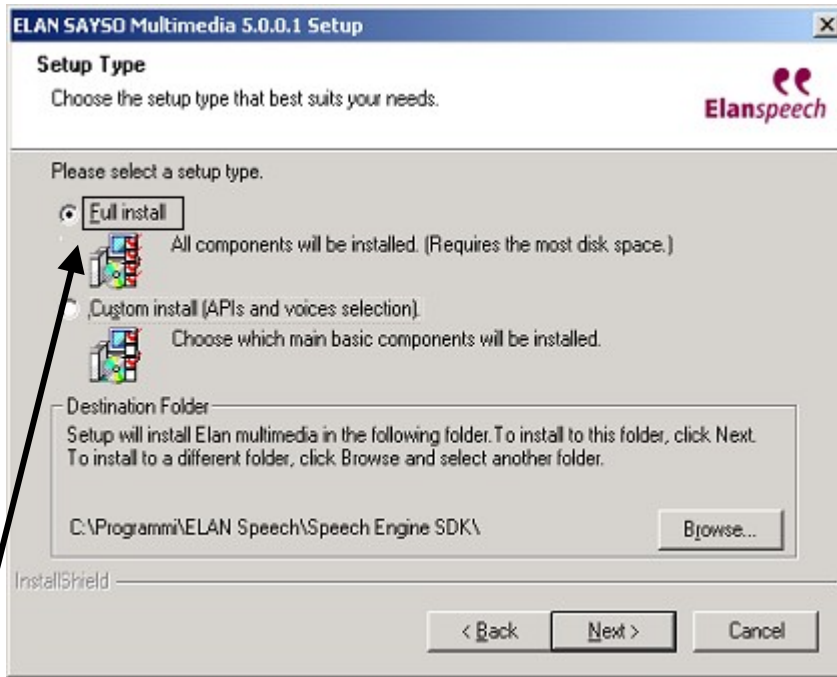 ELAN SAYSO Multimedia 5.0.0.1 Setup
Setup Type
Choose the setup type that best suits your needs.
Elanspeech
Please select a setup type.
Full install
All components will be installed. (Requires the most disk space.)
Custom install (APIs and voices selection).
Choose which main basic components will be installed.
Destination Folder
Setup will install Elan multimedia in the following folder.To install to this folder, click Next.
To install to a different folder, click Browse and select another folder.
C:\Programmi\ELAN Speech\Speech Engine SDK\
Browse...
InstallShield
< Back Next > Cancel